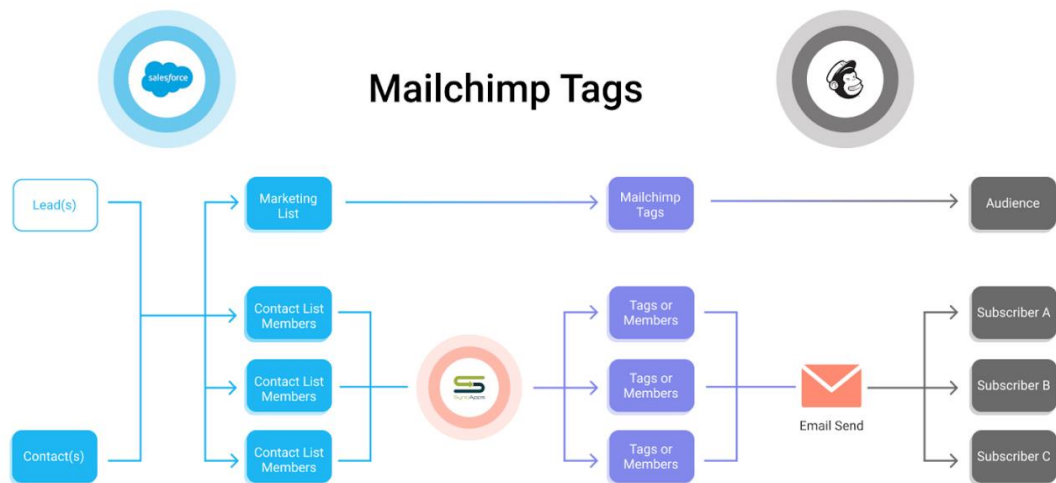 salesforce
Mailchimp Tags
Lead(s)
Marketing
List
Mailchimp
Tags
Audience
Contact List
Members
Tags or
Members
Subscriber A
Contact List
Members
SyncApps
Tags or
Members
Subscriber B
Email Send
Contact(s)
Contact List
Members
Tags or
Members
Subscriber C